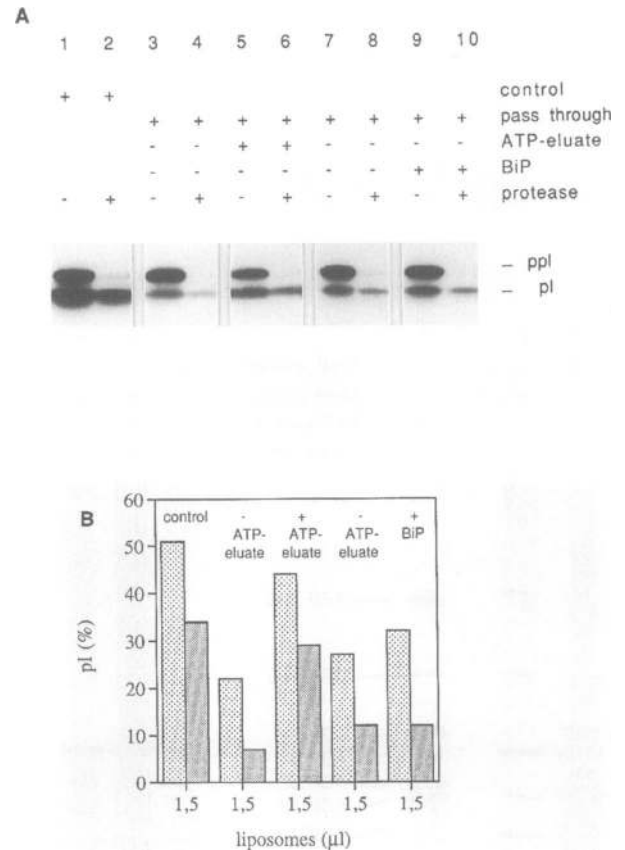 A
1 2 3 4 5 6 7 8 9 10
+ + control
+ + + + + + + + pass through
- - + + - - - - ATP-eluate
- - - - - - + + BiP
- + - + - + - + - + protease
– ppl
– pl
B
60
50
40
30
20
10
0
pl (%)
control
- ATP-eluate
+ ATP-eluate
- ATP-eluate
+ BiP
1,5 1,5 1,5 1,5 1,5
liposomes (µl)